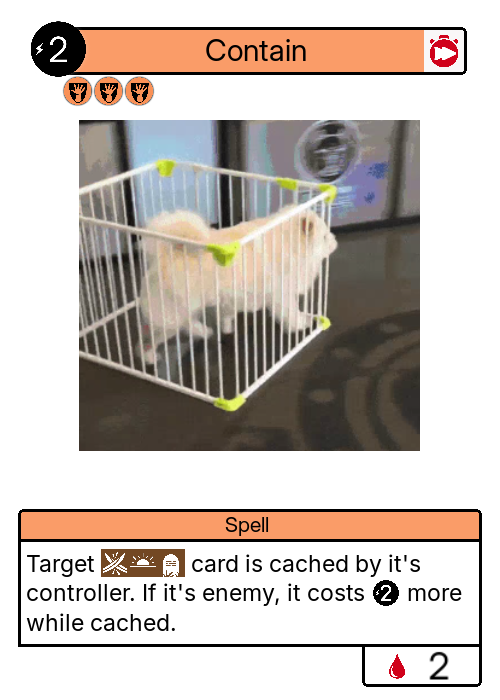 2
Contain
Spell
Target card is cached by it's
controller. If it's enemy, it costs 2 more
while cached.
2